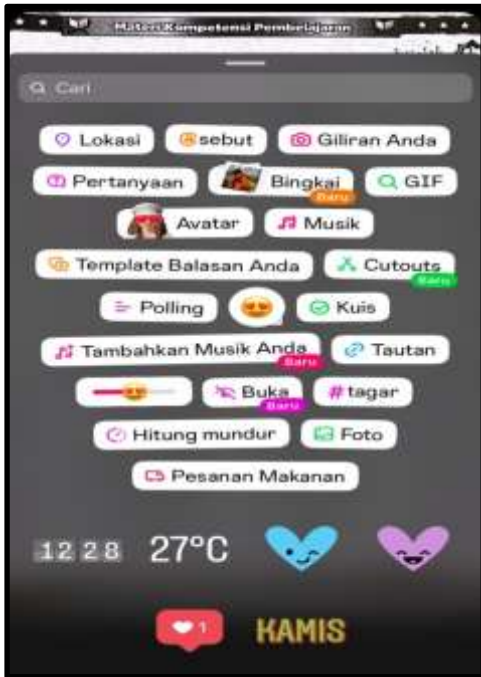 Materi Kompetensi Pembelajaran
Cari
Lokasi @sebut Giliran Anda
Pertanyaan Bingkai Baru GIF
Avatar Musik
Template Balasan Anda Cutouts Baru
Polling Kuis
Tambahkan Musik Anda Baru Tautan
Buka Baru #tagar
Hitung mundur Foto
Pesanan Makanan
12 28 27°C
1 KAMIS